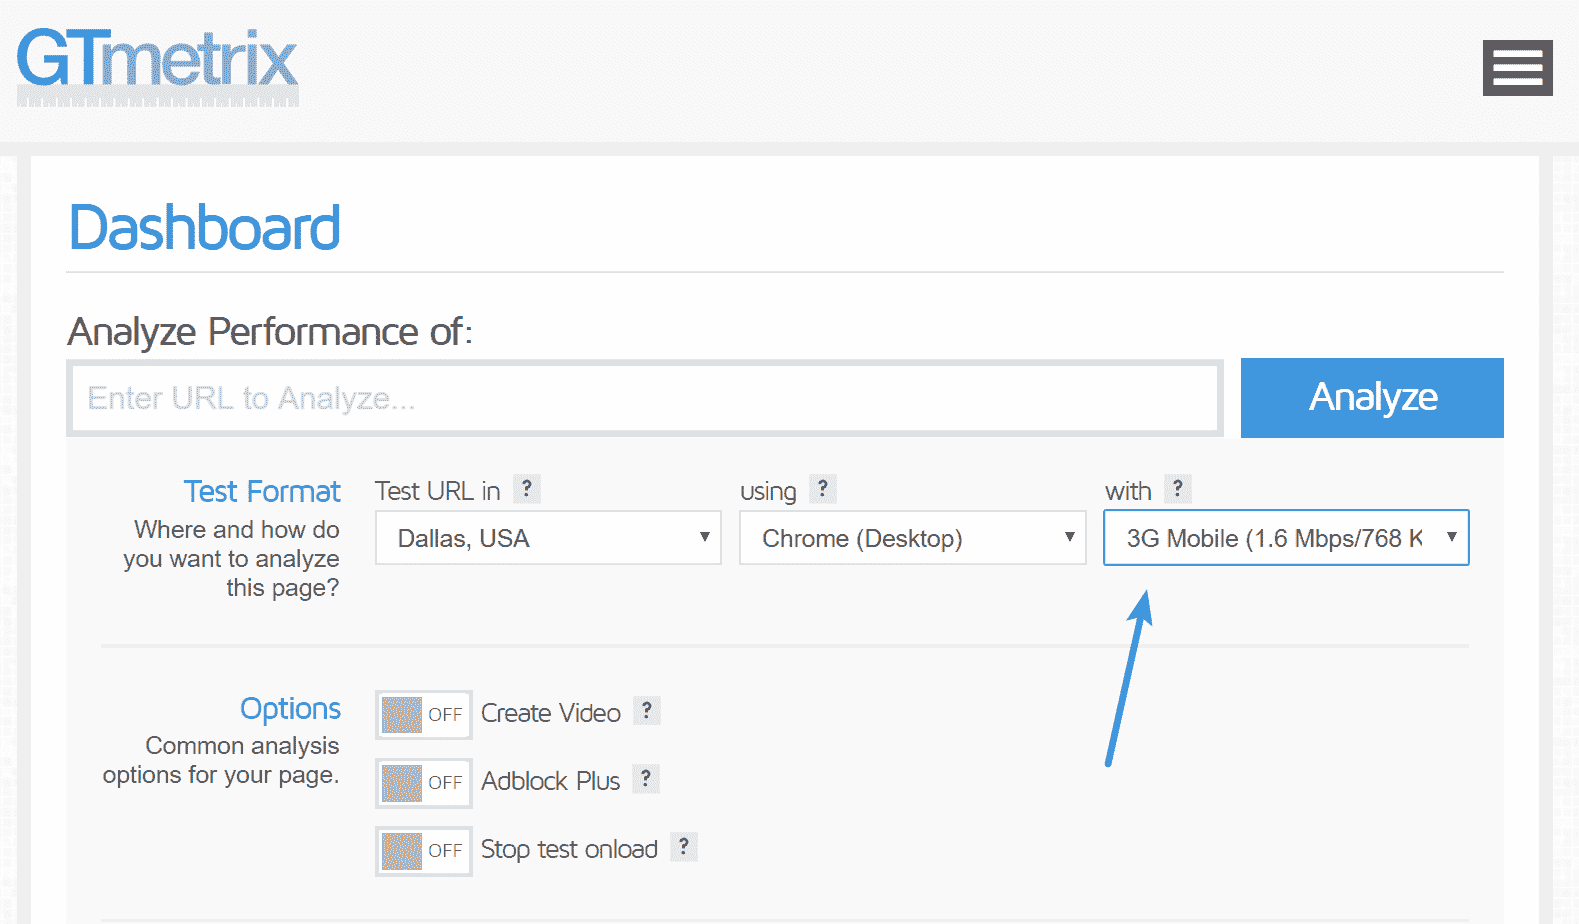 GTmetrix
Dashboard
Analyze Performance of:
Enter URL to Analyze...
Analyze
Test Format
Where and how do
you want to analyze
this page?
Test URL in ?
Dallas, USA
using ?
Chrome (Desktop)
with ?
3G Mobile (1.6 Mbps/768 K
Options
Common analysis
options for your page.
OFF Create Video ?
OFF Adblock Plus ?
OFF Stop test onload ?